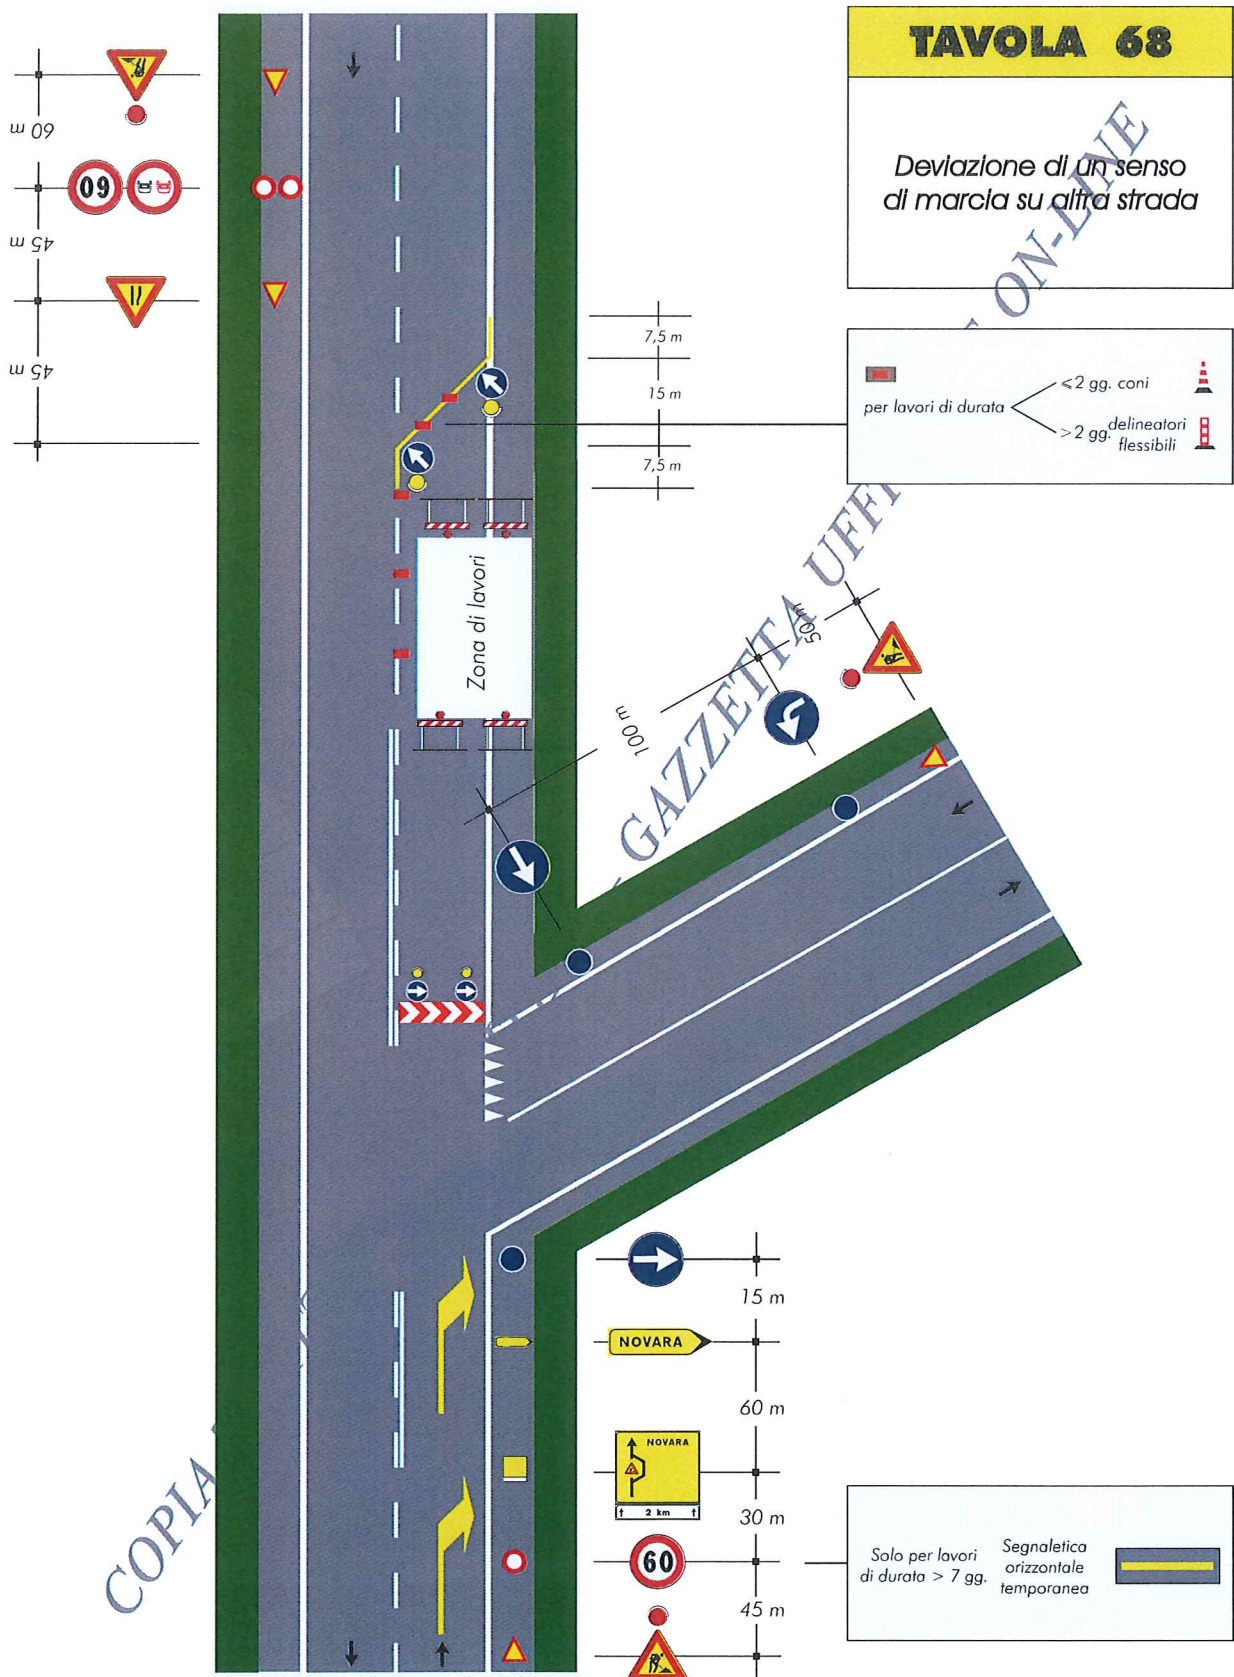 TAVOLA 68
Deviazione di un senso
di marcia su altra strada
60 m
60
45 m
45 m
7,5 m
15 m
7,5 m
per lavori di durata
≤2 gg. coni
>2 gg. delineatori
flessibili
Zona di lavori
50 m
100 m
15 m
NOVARA
60 m
NOVARA
2 km
30 m
60
45 m
Solo per lavori
di durata > 7 gg.
Segnaletica
orizzontale
temporanea
COPIA
GAZZETTA UFFI
ON-LINE